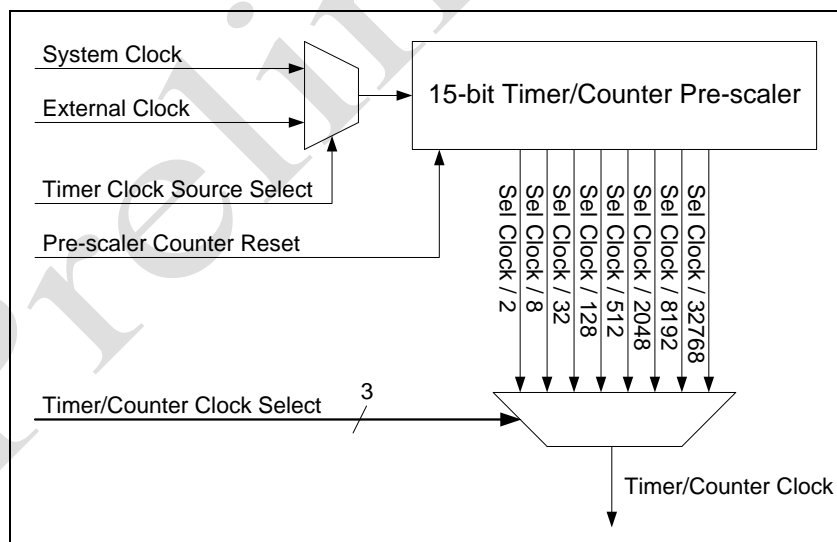 System Clock
External Clock
Timer Clock Source Select
Pre-scaler Counter Reset
15-bit Timer/Counter Pre-scaler
Sel Clock / 2
Sel Clock / 8
Sel Clock / 32
Sel Clock / 128
Sel Clock / 512
Sel Clock / 2048
Sel Clock / 8192
Sel Clock / 32768
Timer/Counter Clock Select
3
Timer/Counter Clock
Prelim